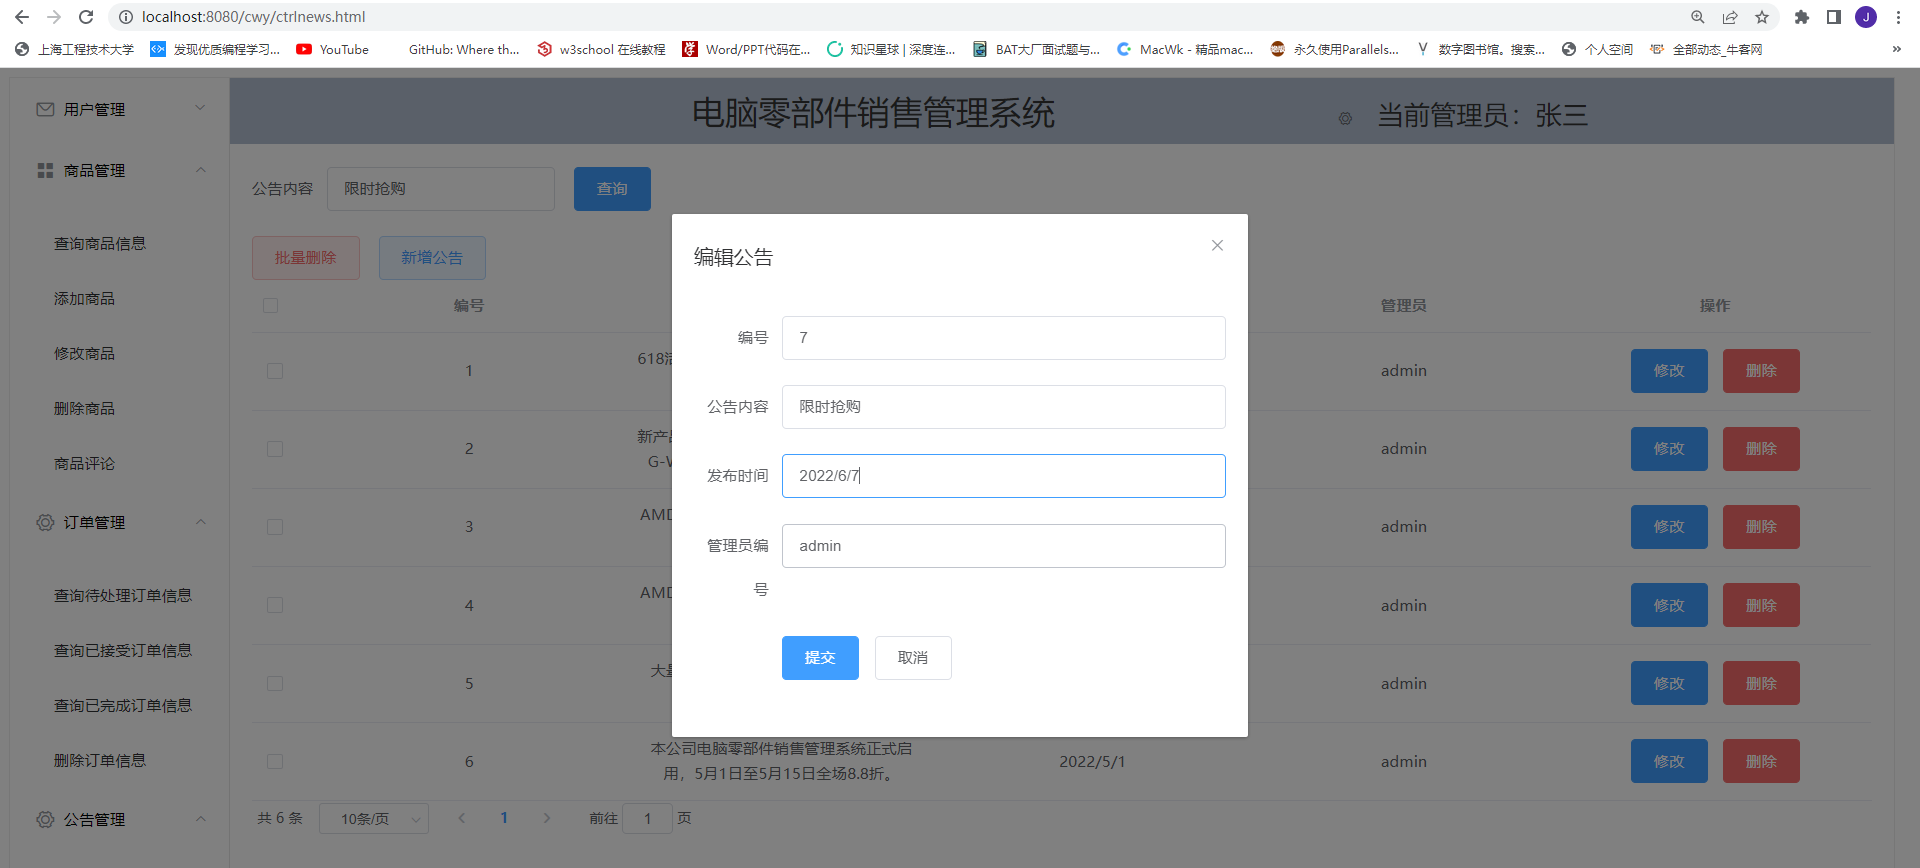 localhost:8080/cwy/ctrlnews.html
J
上海工程技术大学
发现优质编程学习...
YouTube
GitHub: Where th...
w3school 在线教程
Word/PPT代码在...
知识星球 | 深度连...
BAT大厂面试题与...
MacWk - 精品mac...
永久使用Parallels...
数字图书馆。搜索...
个人空间
全部动态_牛客网
»
用户管理
商品管理
查询商品信息
添加商品
修改商品
删除商品
商品评论
订单管理
查询待处理订单信息
查询已接受订单信息
查询已完成订单信息
删除订单信息
公告管理
电脑零部件销售管理系统
当前管理员：张三
公告内容
限时抢购
查询
批量删除
新增公告
编号
管理员
操作
1
618
admin
修改
删除
2
新产
G-V
admin
修改
删除
3
AMD
admin
修改
删除
4
AMD
admin
修改
删除
5
大量
admin
修改
删除
6
本公司电脑零部件销售管理系统正式启
用，5月1日至5月15日全场8.8折。
2022/5/1
admin
修改
删除
共 6 条
10条/页
1
前往
1
页
编辑公告
编号
7
公告内容
限时抢购
发布时间
2022/6/7
管理员编
号
admin
提交
取消